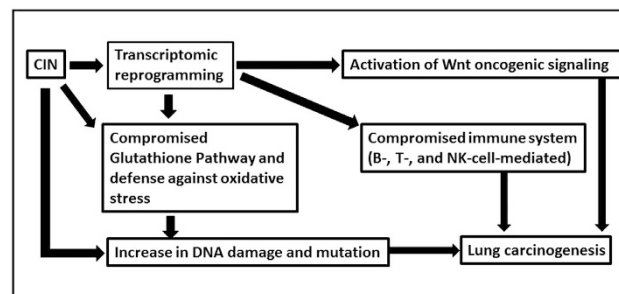 CIN
Transcriptomic
reprogramming
Activation of Wnt oncogenic signaling
Compromised
Glutathione Pathway and
defense against oxidative
stress
Compromised immune system
(B-, T-, and NK-cell-mediated)
Increase in DNA damage and mutation
Lung carcinogenesis